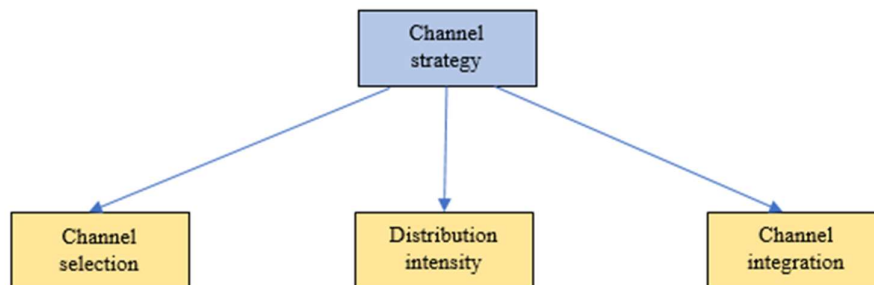 Channel
strategy
Channel
selection
Distribution
intensity
Channel
integration